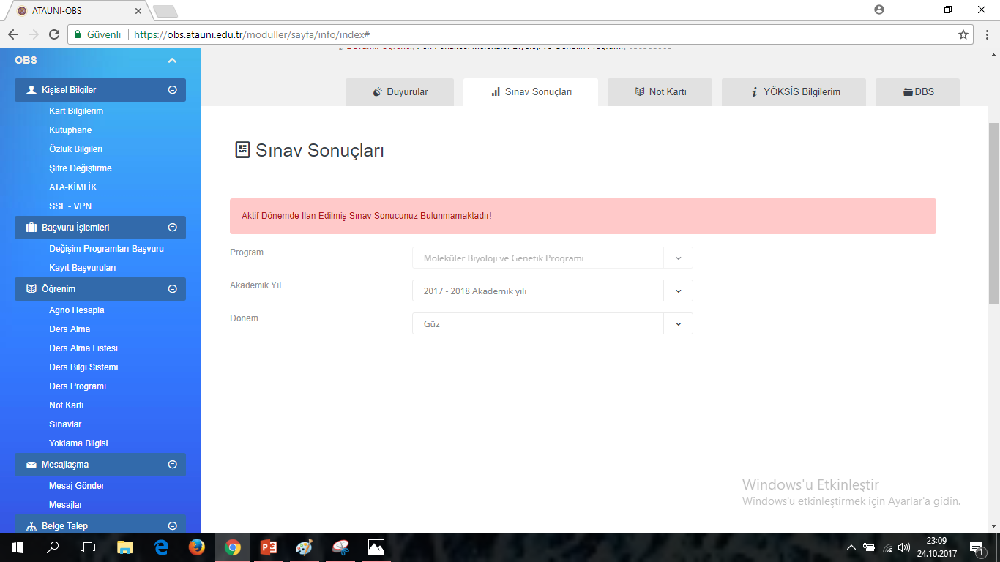 ATAUNI-OBS
Güvenli
https://obs.atauni.edu.tr/moduller/sayfa/info/index#
OBS
Kişisel Bilgiler
Kart Bilgilerim
Kütüphane
Özlük Bilgileri
Şifre Değiştirme
ATA-KİMLİK
SSL - VPN
Başvuru İşlemleri
Değişim Programları Başvuru
Kayıt Başvuruları
Öğrenim
Agno Hesapla
Ders Alma
Ders Alma Listesi
Ders Bilgi Sistemi
Ders Programı
Not Kartı
Sınavlar
Yoklama Bilgisi
Mesajlaşma
Mesaj Gönder
Mesajlar
Belge Talep
Duyurular
Sınav Sonuçları
Not Kartı
YÖKSİS Bilgilerim
DBS
Sınav Sonuçları
Aktif Dönemde İlan Edilmiş Sınav Sonucunuz Bulunmamaktadır!
Program
Moleküler Biyoloji ve Genetik Programı
Akademik Yıl
2017 - 2018 Akademik yılı
Dönem
Güz
Windows'u Etkinleştir
Windows'u etkinleştirmek için Ayarlar'a gidin.
23:09
24.10.2017
1